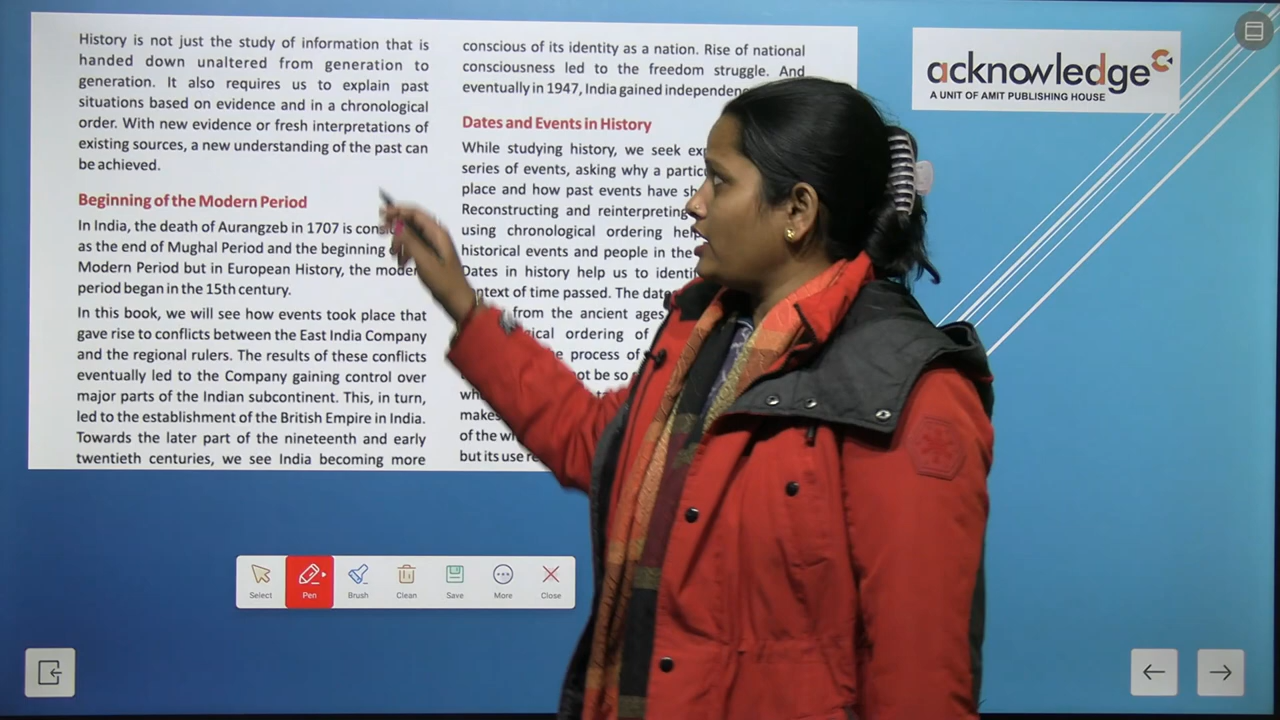 History is not just the study of information that is
handed down unaltered from generation to
generation. It also requires us to explain past
situations based on evidence and in a chronological
order. With new evidence or fresh interpretations of
existing sources, a new understanding of the past can
be achieved.
Beginning of the Modern Period
In India, the death of Aurangzeb in 1707 is
as the end of Mughal Period and the beginning
Modern Period but in European History, the modern
period began in the 15th century.
In this book, we will see how events took place that
gave rise to conflicts between the East India Company
and the regional rulers. The results of these conflicts
eventually led to the Company gaining control over
major parts of the Indian subcontinent. This, in turn,
led to the establishment of the British Empire in India.
Towards the later part of the nineteenth and early
twentieth centuries, we see India becoming more
conscious of its identity as a nation. Rise of national
consciousness led to the freedom struggle. And
eventually in 1947, India gained
Dates and Events in History
While studying history, we seek
series of events, asking why a
place and how past events have
Reconstructing and reinterpreting
using chronological ordering
historical events and people in the
Dates in history help us to
context of time passed. The
from the ancient ages
ordering of
process of
not be so
makes
of the
but its use
acknowledge
A UNIT OF AMIT PUBLISHING HOUSE
Select Pen Brush Clean Save More Close